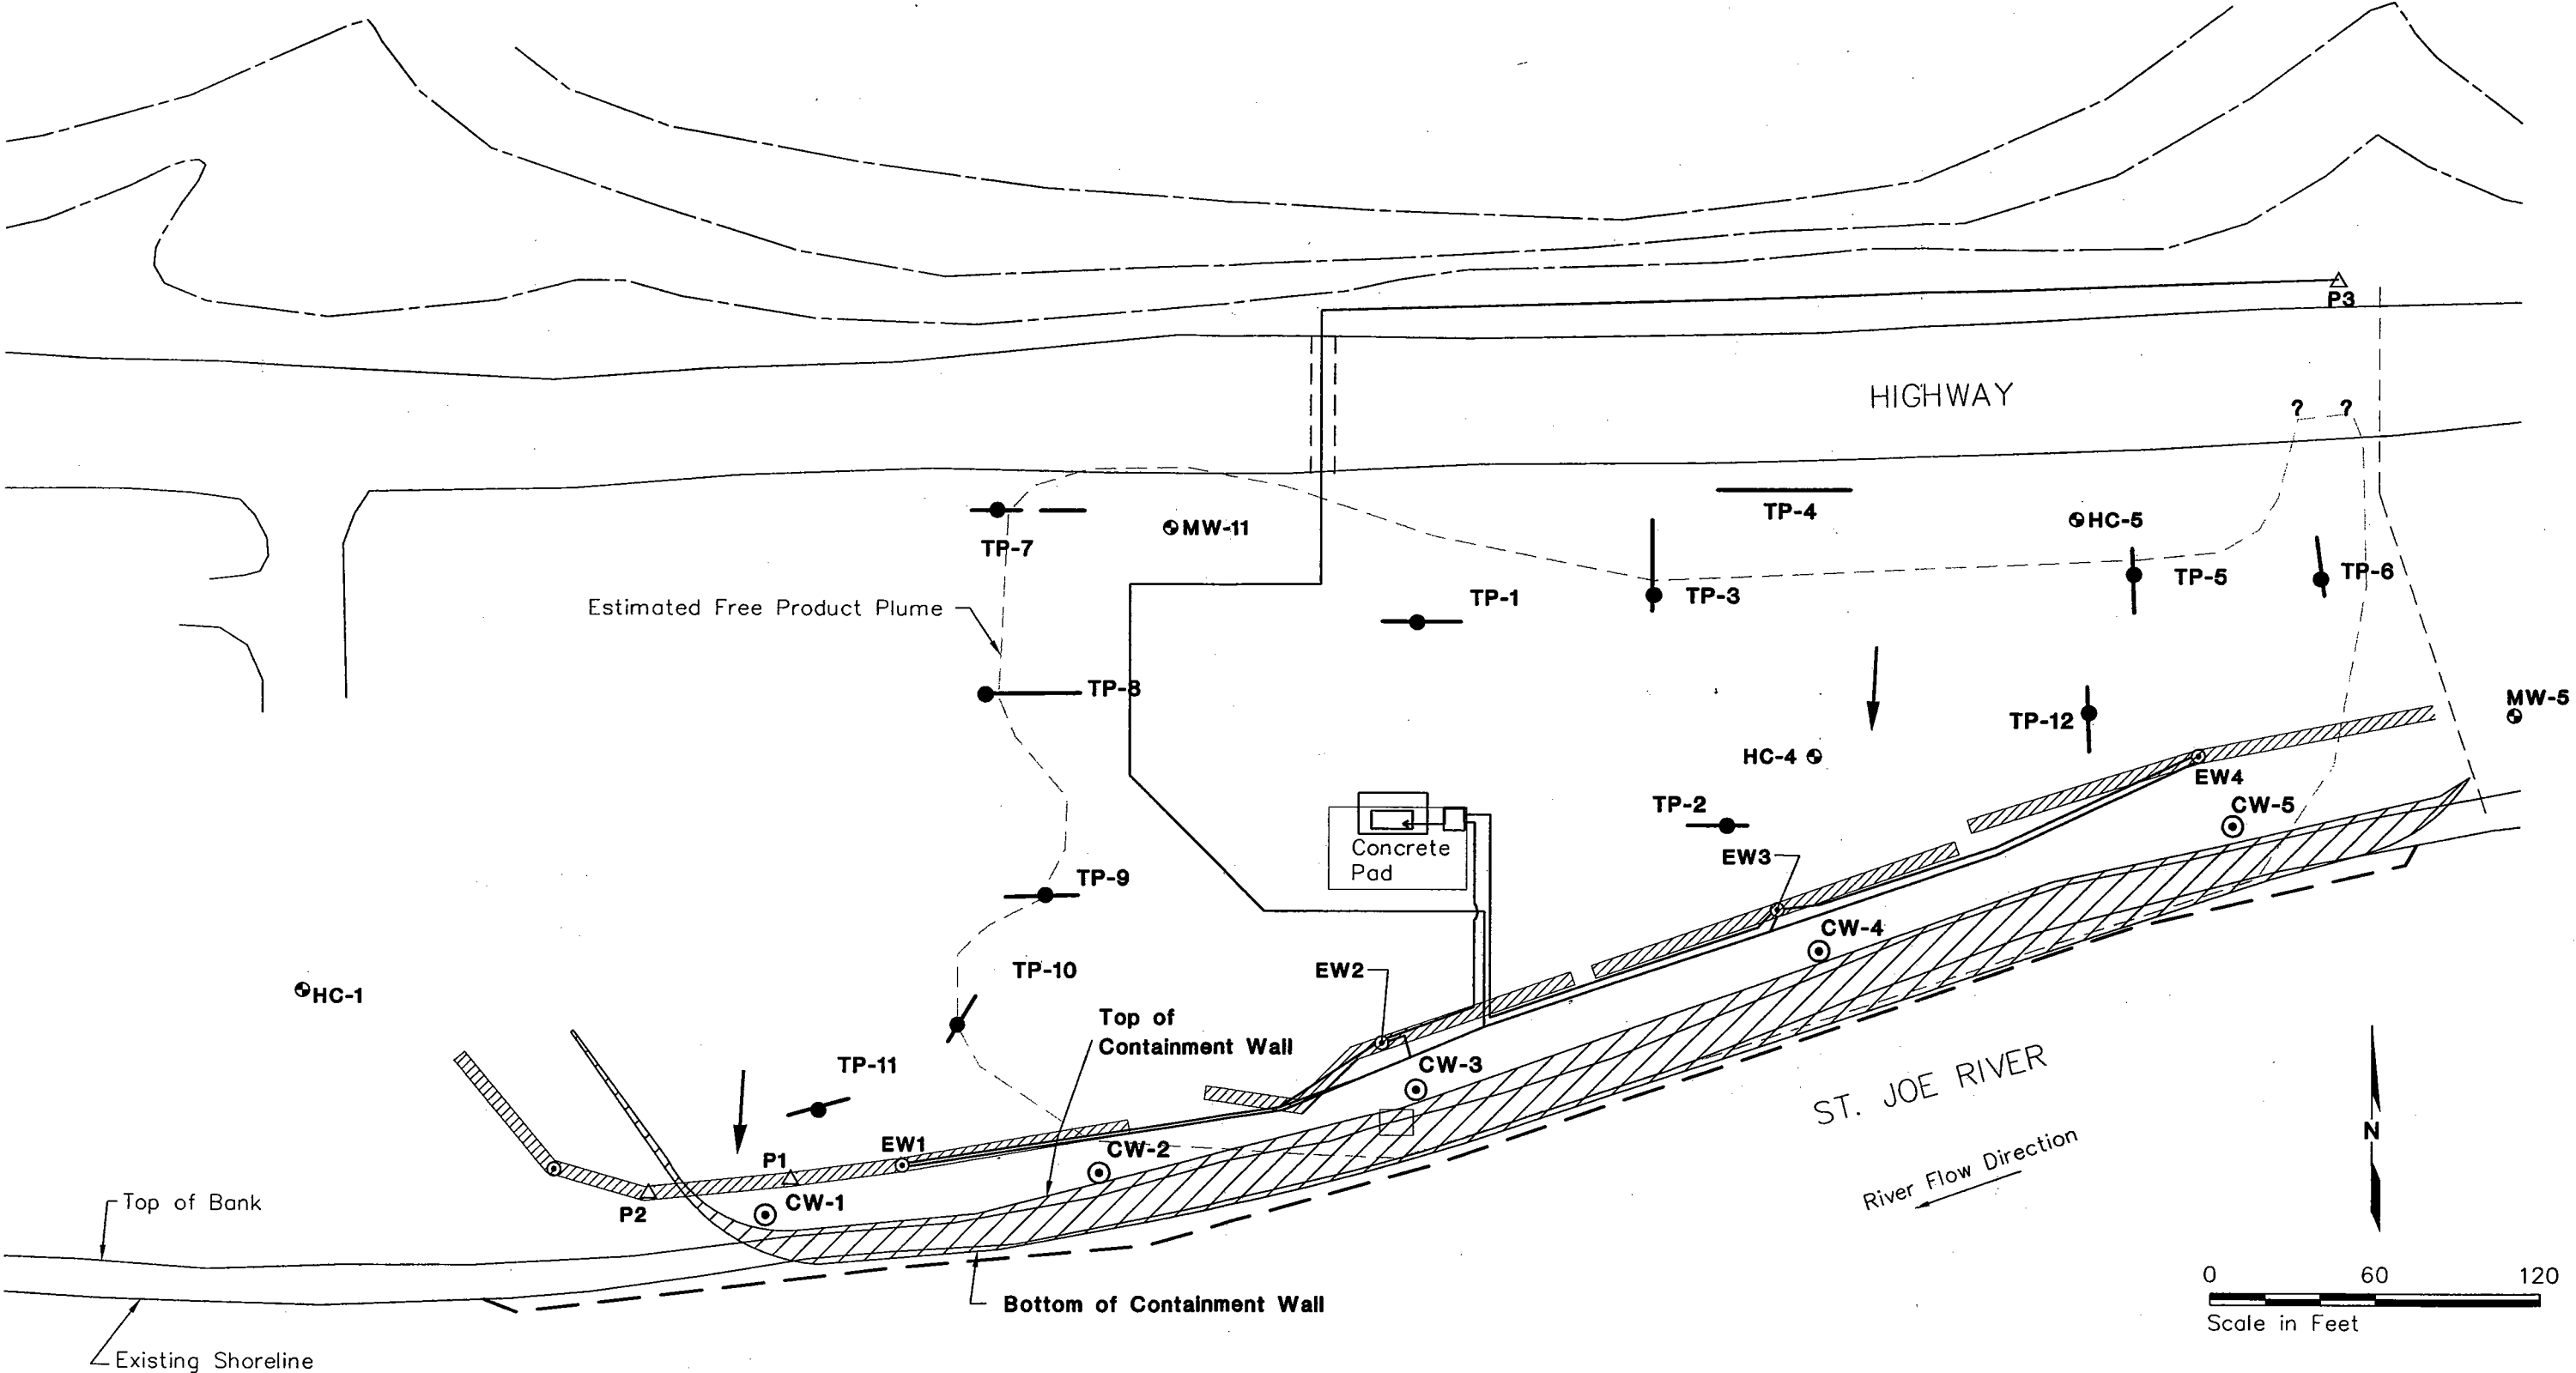 P3
HIGHWAY
? ?
TP-4
MW-11
HC-5
TP-7
TP-5
TP-6
TP-1
TP-3
Estimated Free Product Plume
TP-8
MW-5
TP-12
HC-4
EW4
TP-2
CW-5
Concrete
Pad
EW3
TP-9
CW-4
TP-10
EW2
HC-1
Top of
Containment Wall
CW-3
TP-11
ST. JOE RIVER
N
EW1
CW-2
P1
River Flow Direction
Top of Bank
P2
CW-1
0 60 120
Scale in Feet
Bottom of Containment Wall
Existing Shoreline